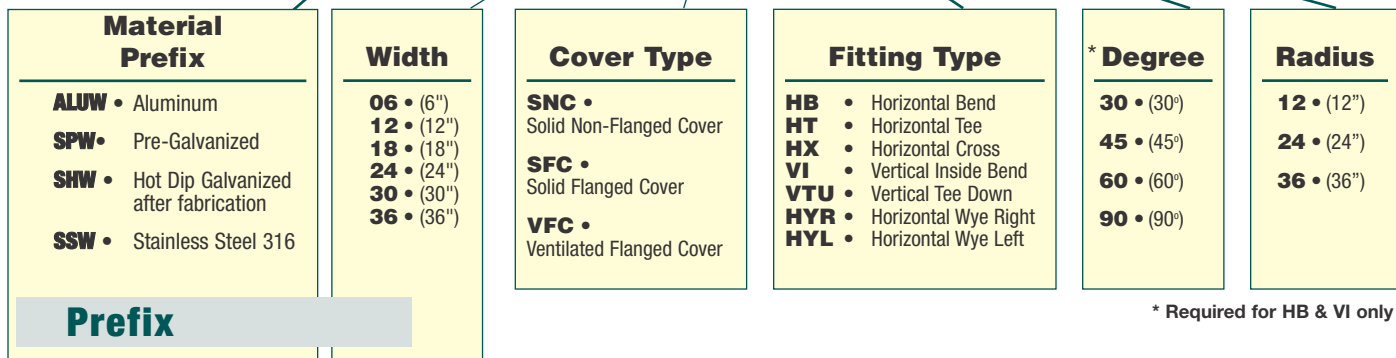 Material
Prefix
ALUW • Aluminum
SPW• Pre-Galvanized
SHW • Hot Dip Galvanized
after fabrication
SSW • Stainless Steel 316
Prefix
Width
06 • (6")
12 • (12")
18 • (18")
24 • (24")
30 • (30")
36 • (36")
Cover Type
SNC •
Solid Non-Flanged Cover
SFC •
Solid Flanged Cover
VFC •
Ventilated Flanged Cover
Fitting Type
HB • Horizontal Bend
HT • Horizontal Tee
HX • Horizontal Cross
VI • Vertical Inside Bend
VTU • Vertical Tee Down
HYR • Horizontal Wye Right
HYL • Horizontal Wye Left
* Degree
30 • (30º)
45 • (45º)
60 • (60º)
90 • (90º)
Radius
12 • (12”)
24 • (24”)
36 • (36”)
* Required for HB & VI only